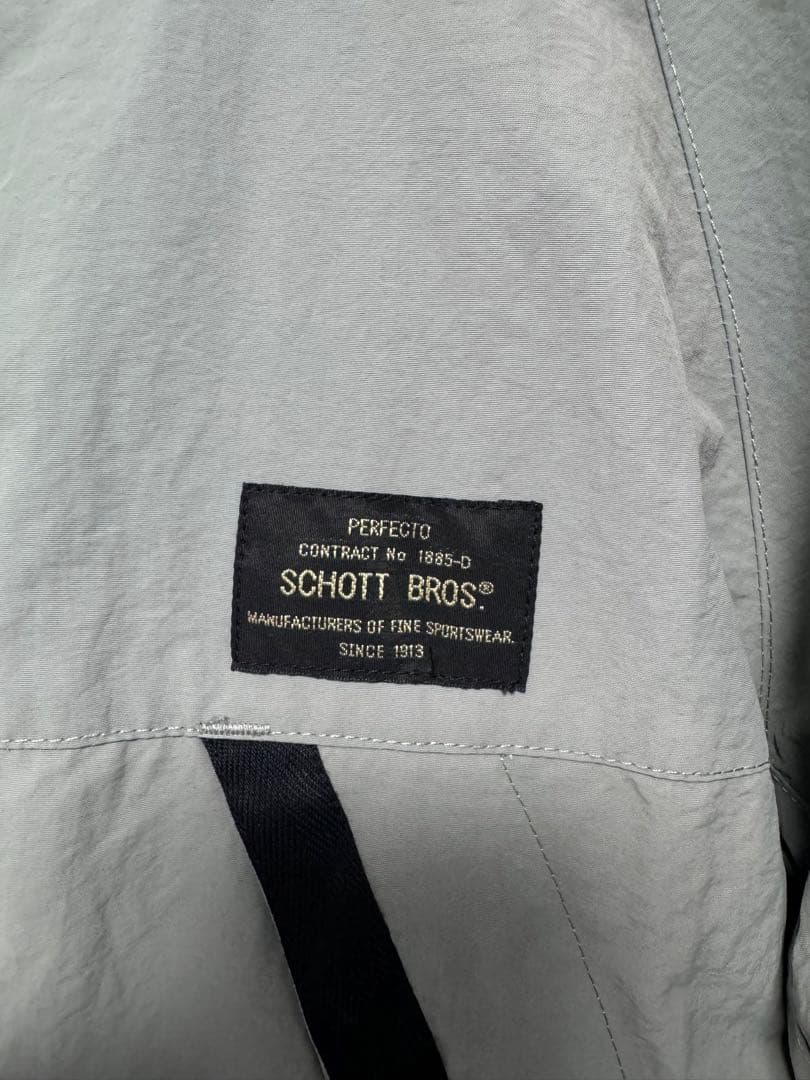 PERFECTO
CONTRACT No 1885-D
SCHOTT BROS.®
MANUFACTURERS OF FINE SPORTSWEAR.
SINCE 1913